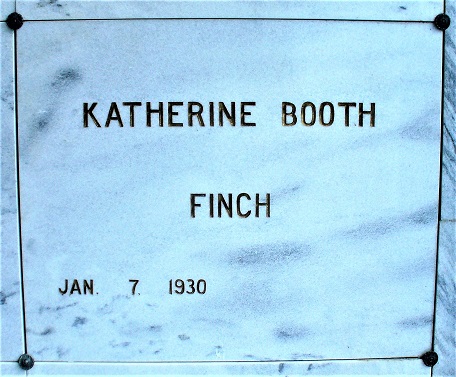 KATHERINE BOOTH
FINCH
JAN. 7. 1930